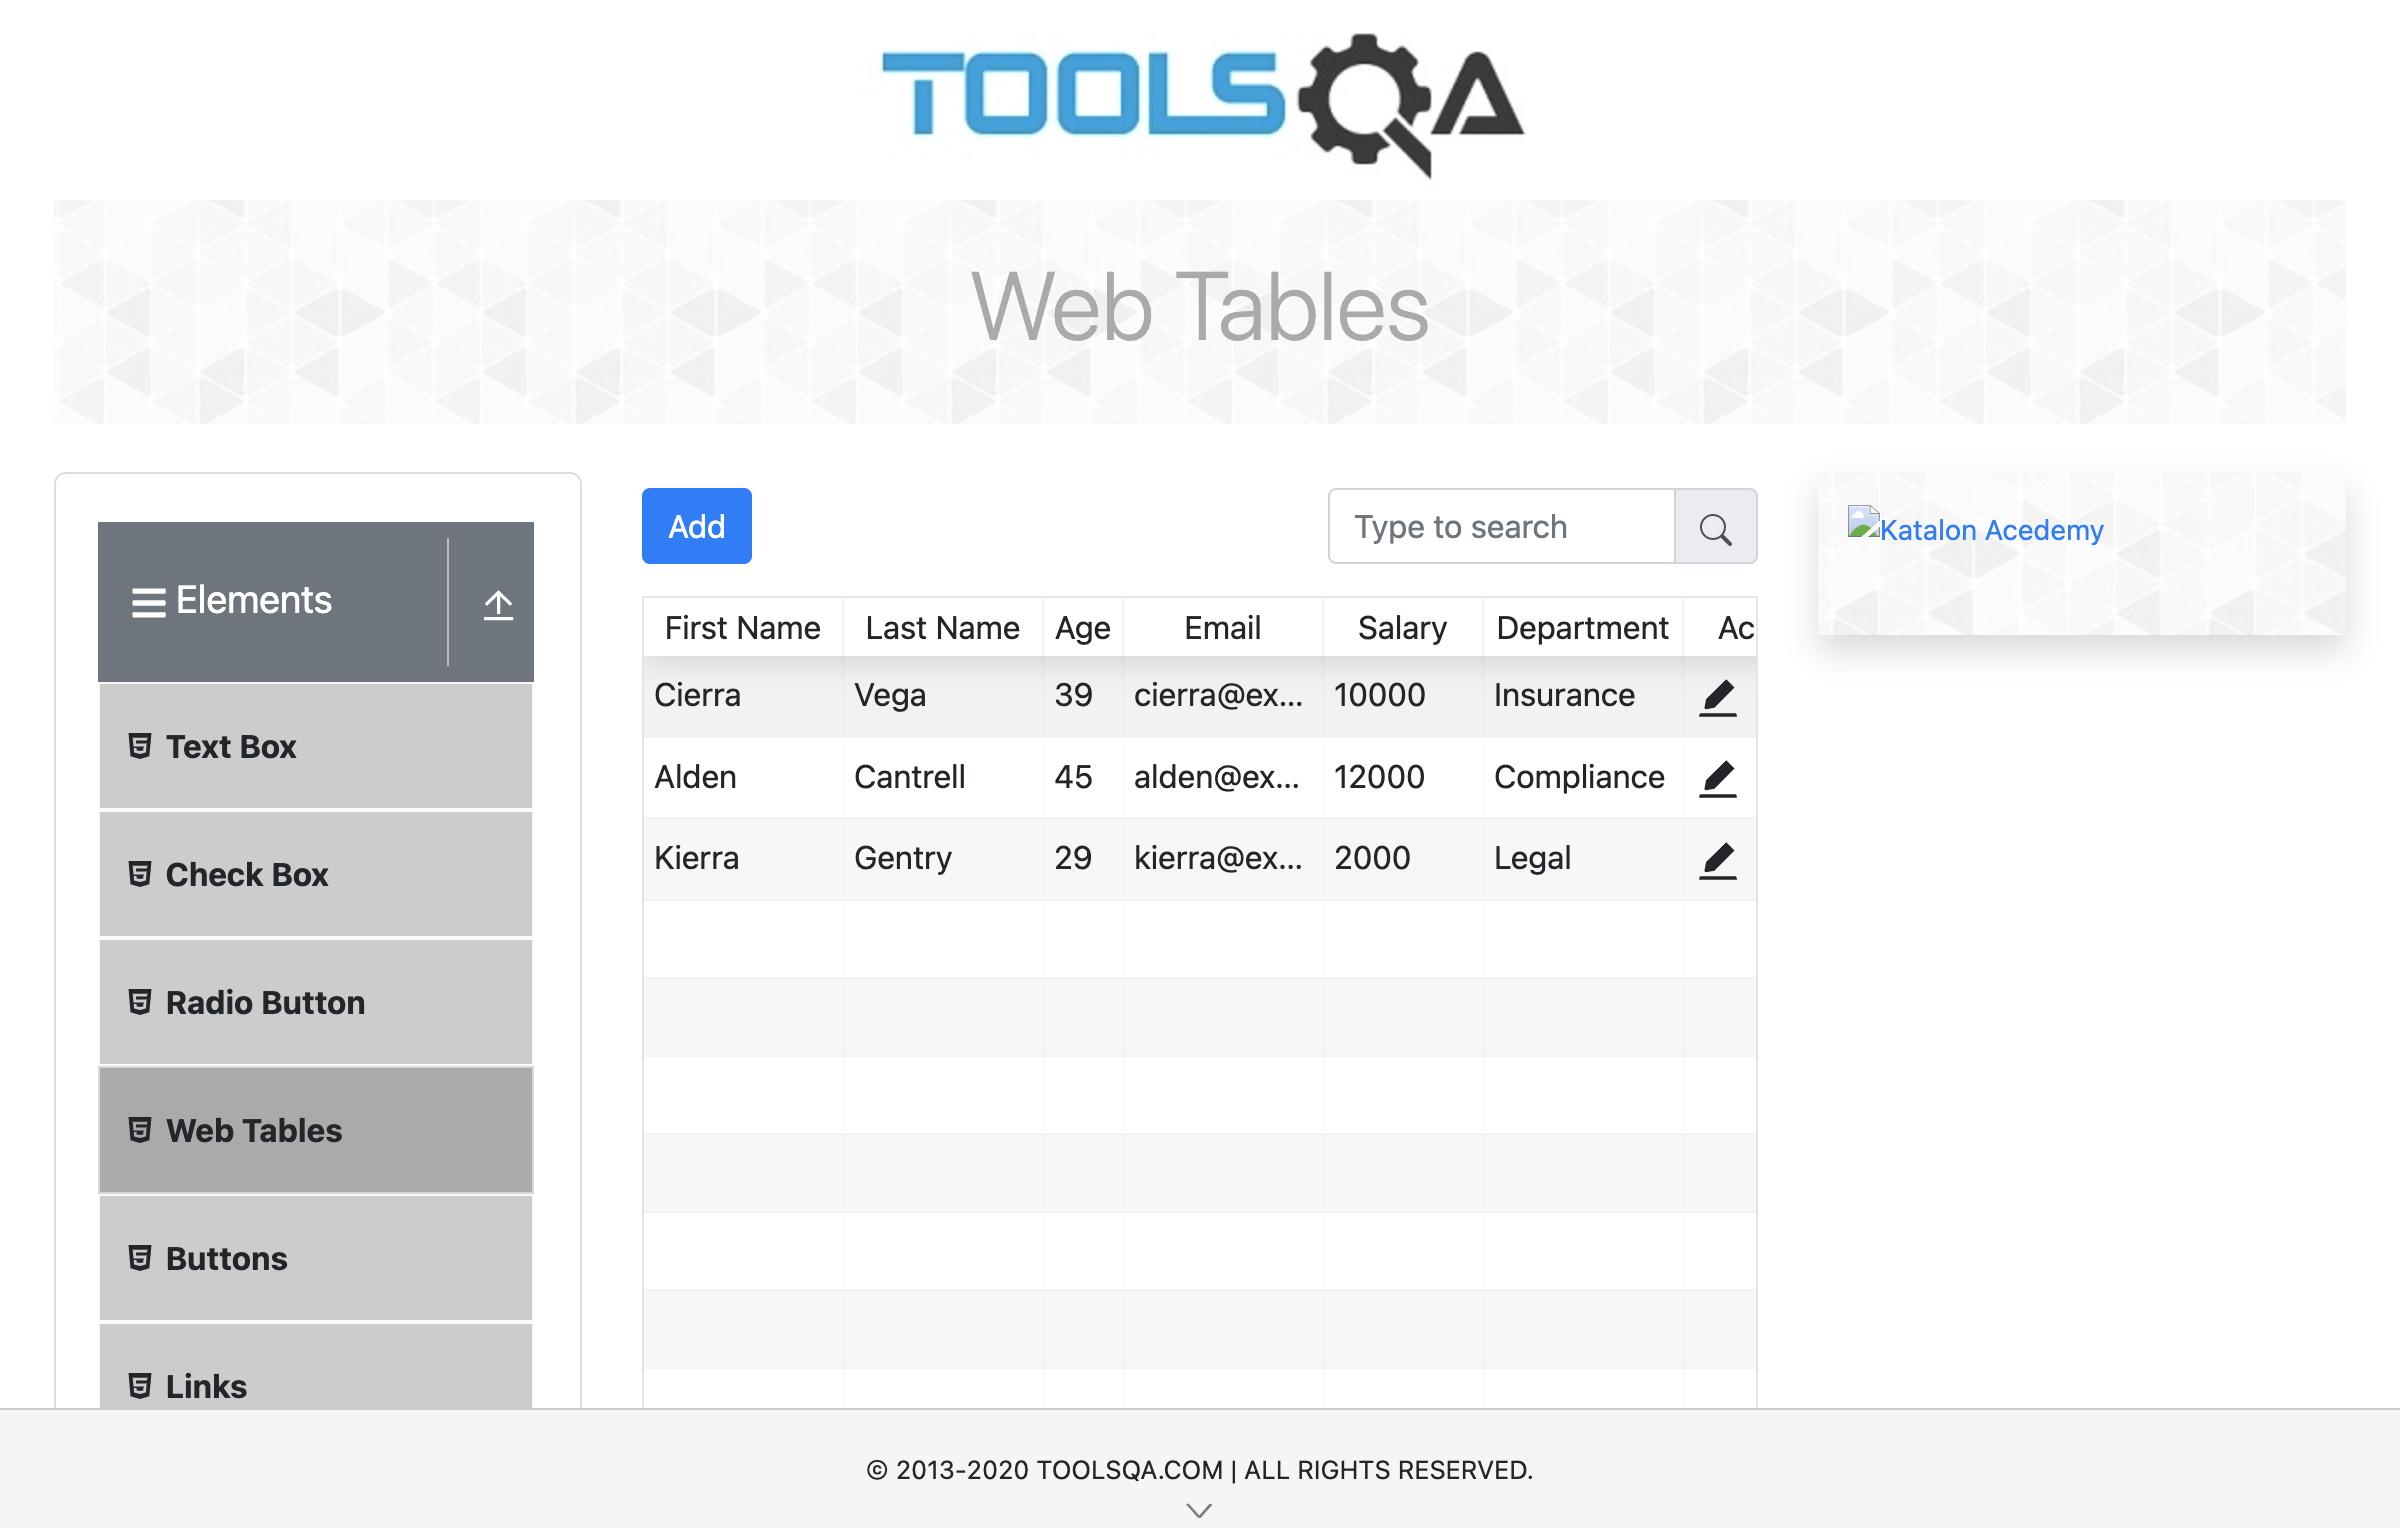 TOOLSQA
Web Tables
Elements
Text Box
Check Box
Radio Button
Web Tables
Buttons
Links
Add
Type to search
First Name Last Name Age Email Salary Department Ac
Cierra Vega 39 cierra@ex... 10000 Insurance
Alden Cantrell 45 alden@ex... 12000 Compliance
Kierra Gentry 29 kierra@ex... 2000 Legal
Katalon Acedemy
© 2013-2020 TOOLSQA.COM | ALL RIGHTS RESERVED.